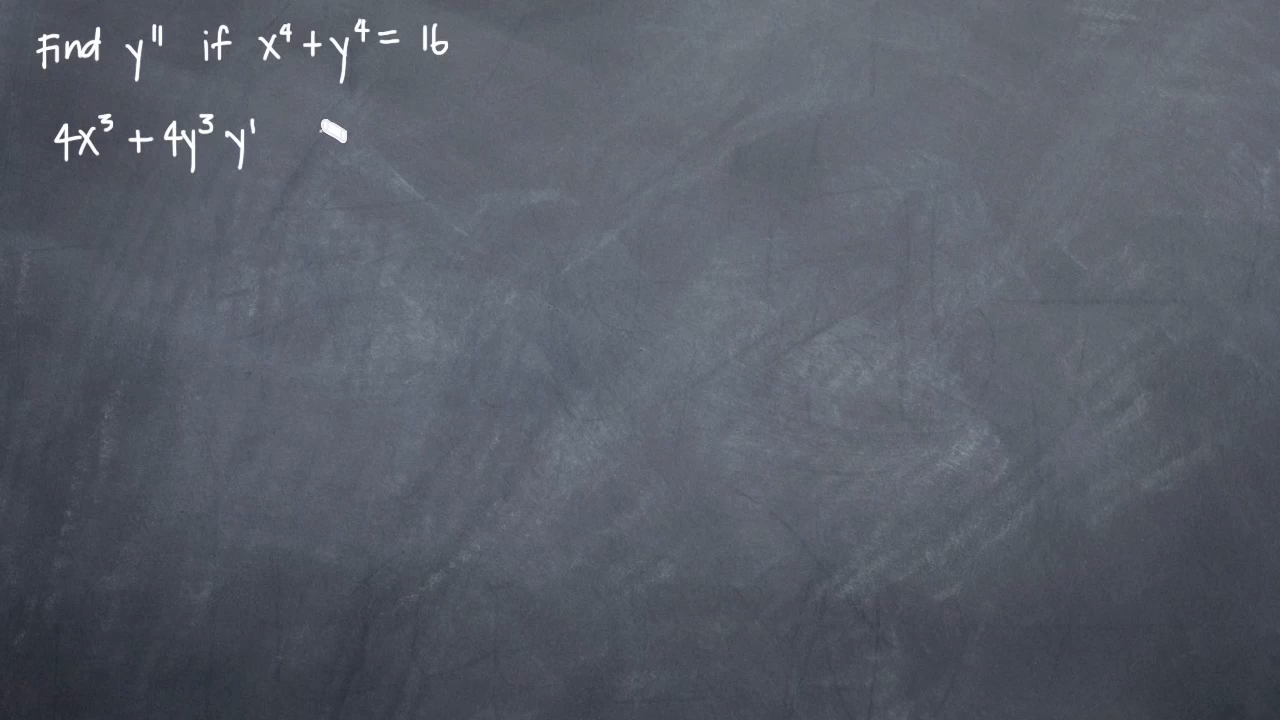 Find y" if x⁴ + y⁴ = 16
4x³ + 4y³ y'